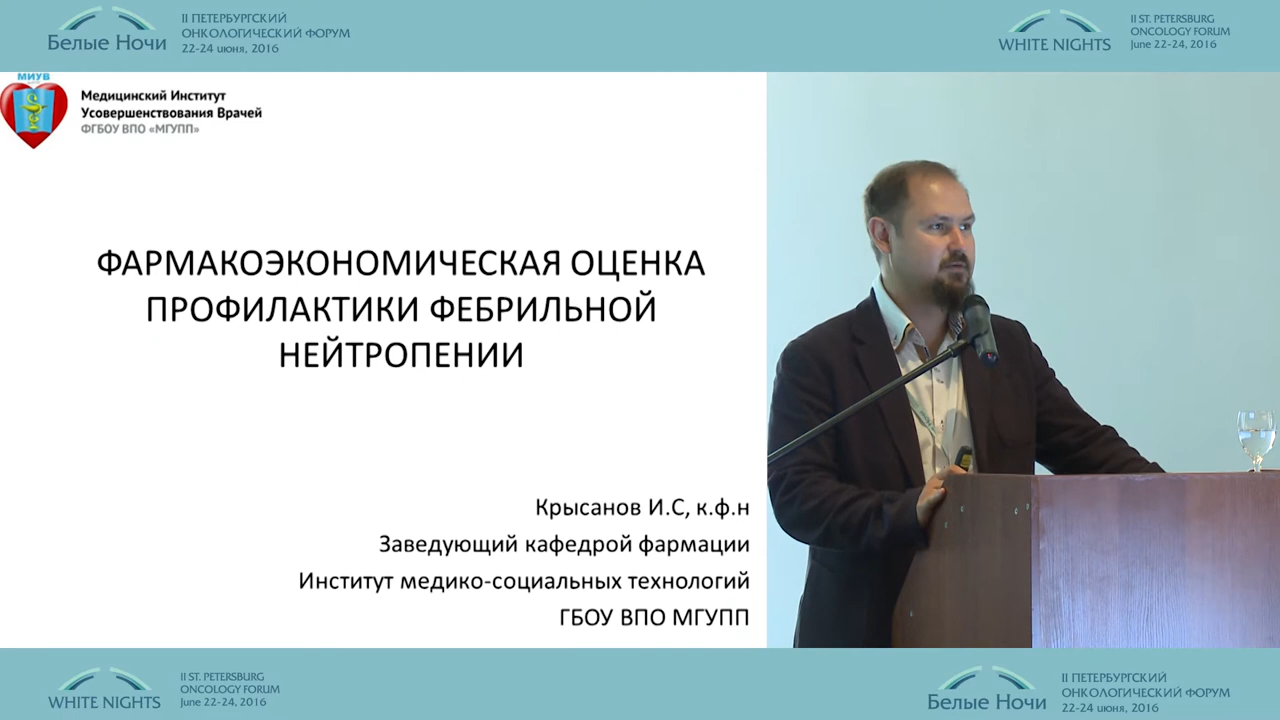 Белые Ночи
II ПЕТЕРБУРГСКИЙ
ОНКОЛОГИЧЕСКИЙ ФОРУМ
22-24 июня, 2016
WHITE NIGHTS
II ST. PETERSBURG
ONCOLOGY FORUM
June 22-24, 2016
МИУВ
Медицинский Институт
Усовершенствования Врачей
ФГБОУ ВПО «МГУПП»
ФАРМАКОЭКОНОМИЧЕСКАЯ ОЦЕНКА
ПРОФИЛАКТИКИ ФЕБРИЛЬНОЙ
НЕЙТРОПЕНИИ
Крысанов И.С, к.ф.н
Заведующий кафедрой фармации
Институт медико-социальных технологий
ГБОУ ВПО МГУПП
WHITE NIGHTS
II ST. PETERSBURG
ONCOLOGY FORUM
June 22-24, 2016
Белые Ночи
II ПЕТЕРБУРГСКИЙ
ОНКОЛОГИЧЕСКИЙ ФОРУМ
22-24 июня, 2016